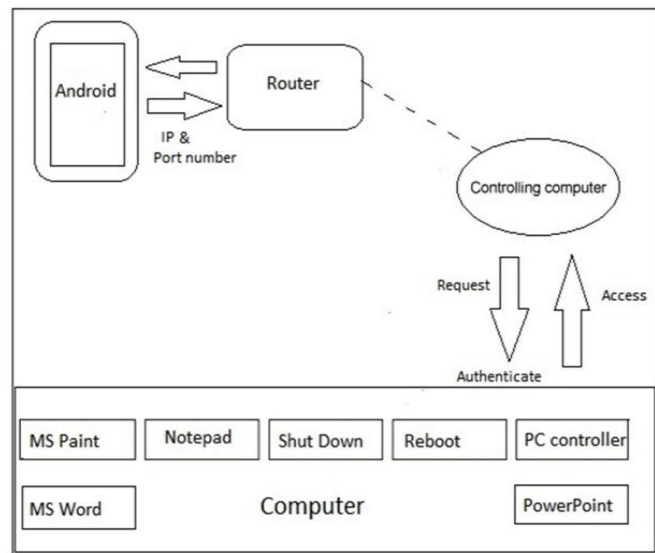 Android
Router
IP &
Port number
Controlling computer
Request
Access
Authenticate
MS Paint
Notepad
Shut Down
Reboot
PC controller
MS Word
Computer
PowerPoint